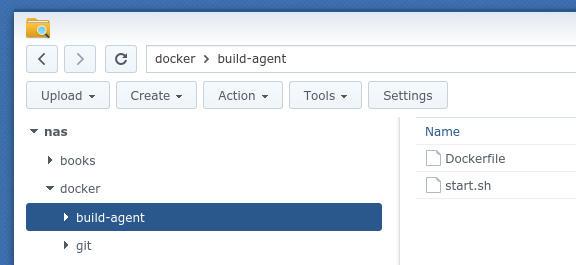 docker > build-agent
Upload Create Action Tools Settings
nas
books
docker
build-agent
git
Name
Dockerfile
start.sh